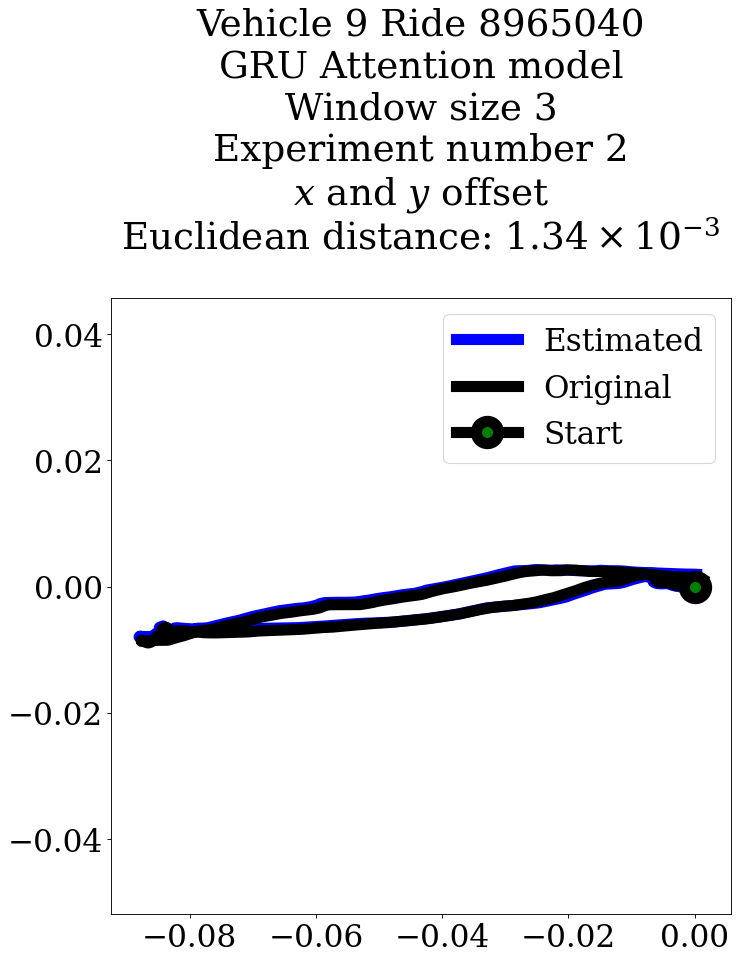 Vehicle 9 Ride 8965040
GRU Attention model
Window size 3
Experiment number 2
x and y offset
Euclidean distance: 1.34 × 10⁻³
Estimated
Original
Start
0.04
0.02
0.00
−0.02
−0.04
−0.08 −0.06 −0.04 −0.02 0.00